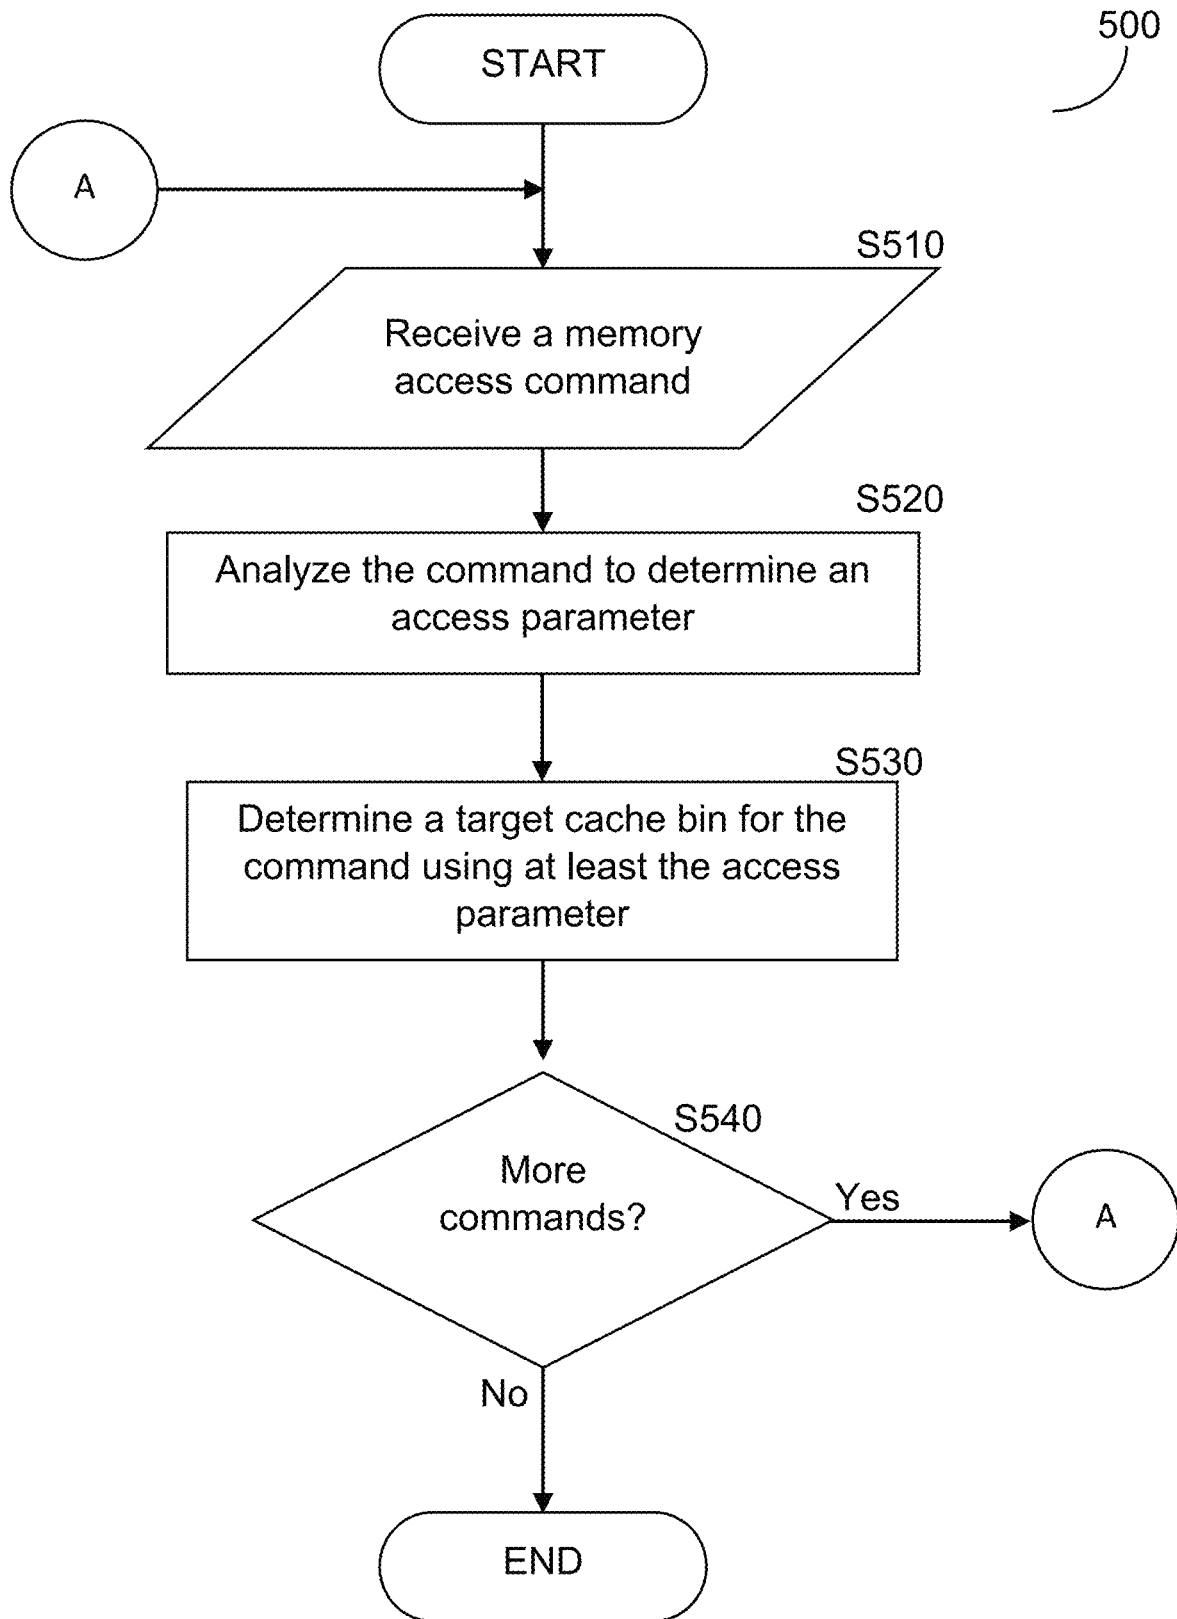 500
START
A
S510
Receive a memory
access command
S520
Analyze the command to determine an
access parameter
S530
Determine a target cache bin for the
command using at least the access
parameter
S540
More
commands?
Yes
A
No
END